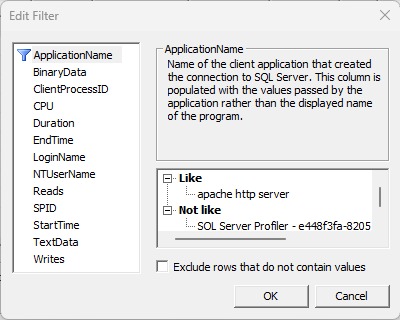 Edit Filter
ApplicationName
BinaryData
ClientProcessID
CPU
Duration
EndTime
LoginName
NTUserName
Reads
SPID
StartTime
TextData
Writes
ApplicationName
Name of the client application that created
the connection to SQL Server. This column is
populated with the values passed by the
application rather than the displayed name
of the program.
Like
apache http server
Not like
SQL Server Profiler - e448f3fa-8205
Exclude rows that do not contain values
OK
Cancel